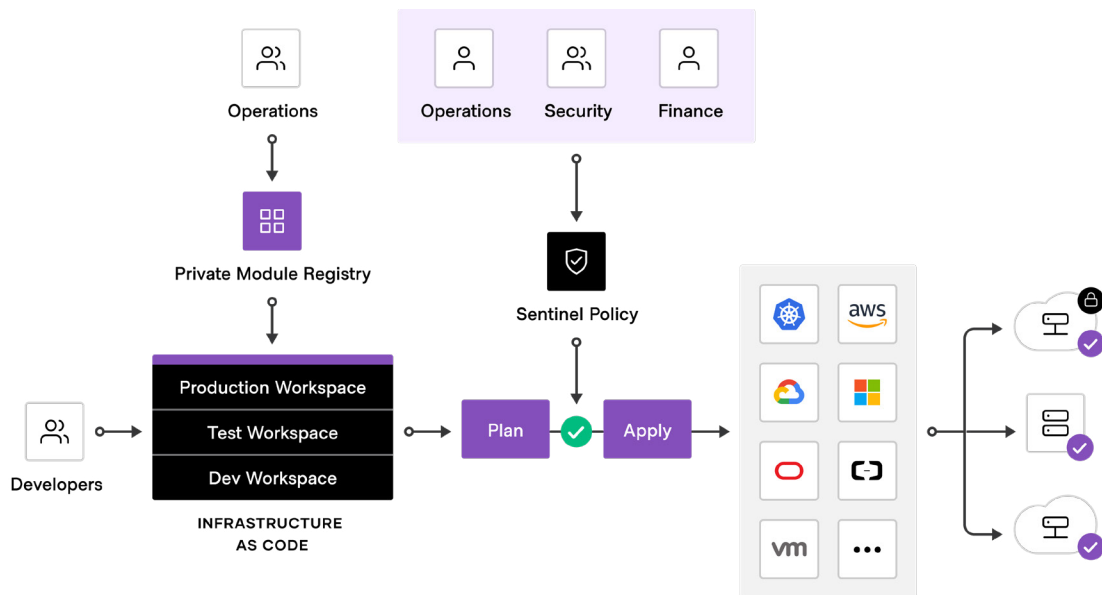 Operations
Operations
Security
Finance
Private Module Registry
Sentinel Policy
aws
Production Workspace
Test Workspace
Dev Workspace
Developers
INFRASTRUCTURE
AS CODE
Plan
Apply
vm